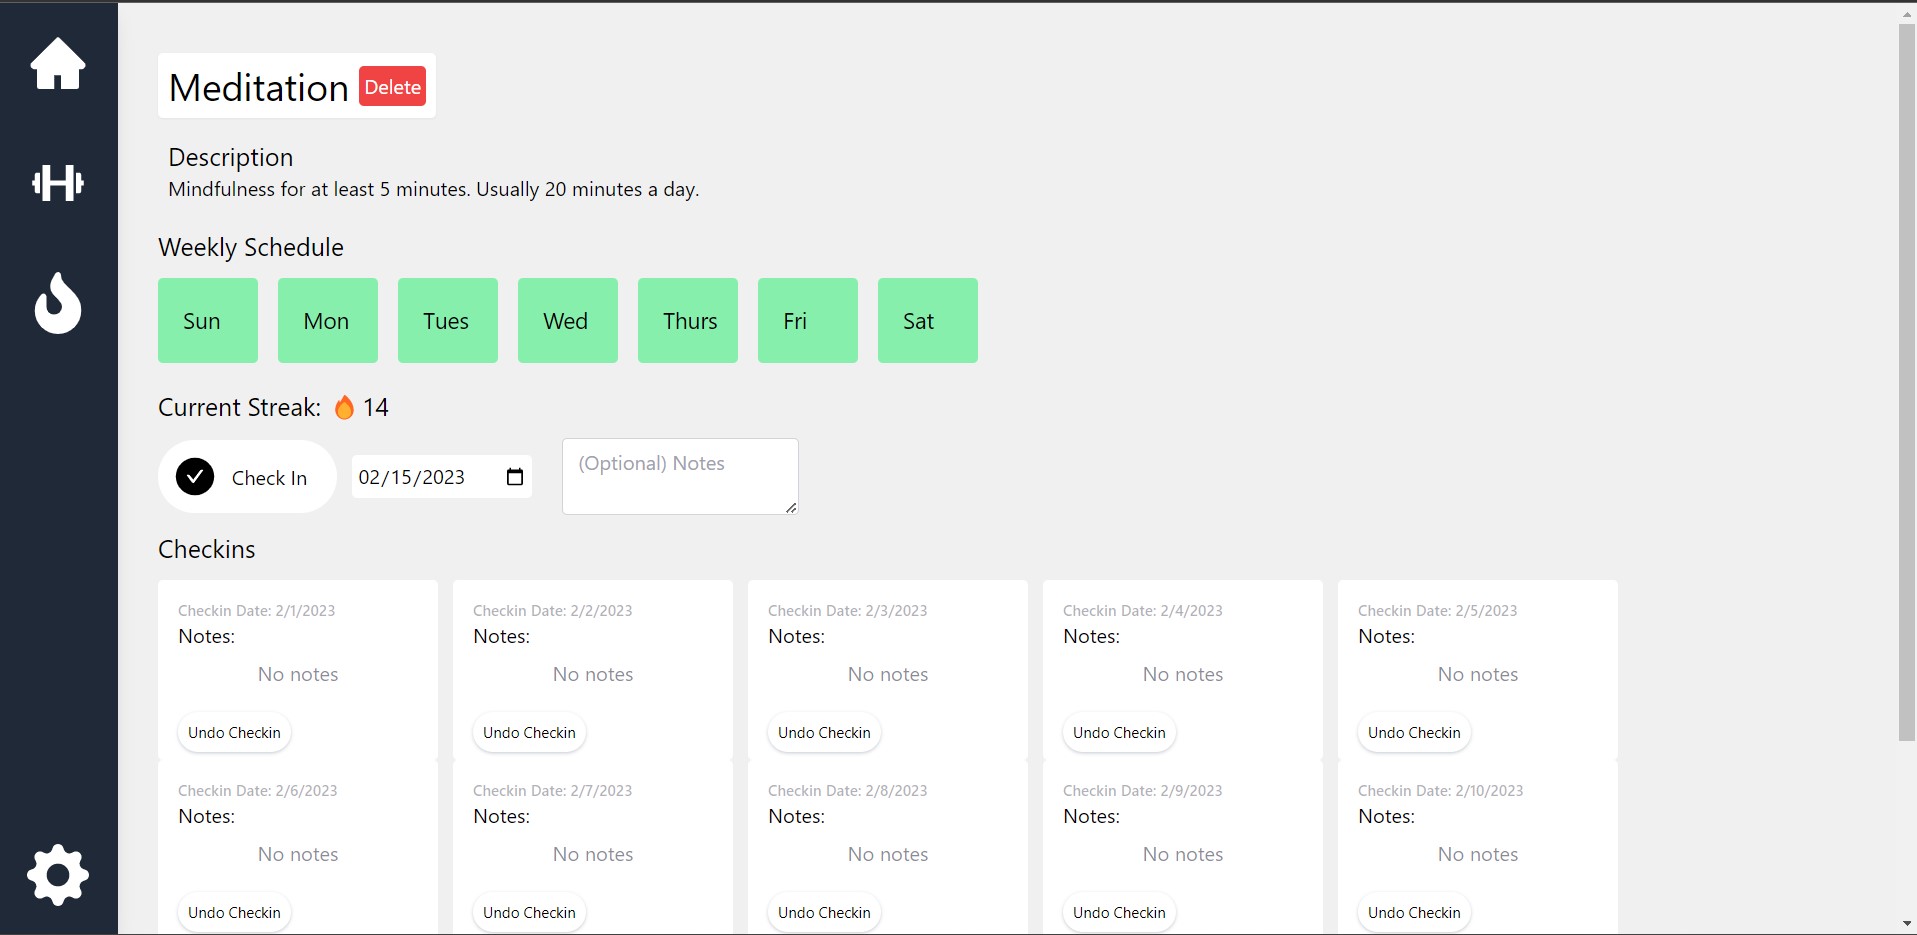 Meditation Delete
Description
Mindfulness for at least 5 minutes. Usually 20 minutes a day.
Weekly Schedule
Sun Mon Tues Wed Thurs Fri Sat
Current Streak: 🔥 14
Check In 02/15/2023 (Optional) Notes
Checkins
Checkin Date: 2/1/2023 Checkin Date: 2/2/2023 Checkin Date: 2/3/2023 Checkin Date: 2/4/2023 Checkin Date: 2/5/2023
Notes: Notes: Notes: Notes: Notes:
No notes No notes No notes No notes No notes
Undo Checkin Undo Checkin Undo Checkin Undo Checkin Undo Checkin
Checkin Date: 2/6/2023 Checkin Date: 2/7/2023 Checkin Date: 2/8/2023 Checkin Date: 2/9/2023 Checkin Date: 2/10/2023
Notes: Notes: Notes: Notes: Notes:
No notes No notes No notes No notes No notes
Undo Checkin Undo Checkin Undo Checkin Undo Checkin Undo Checkin